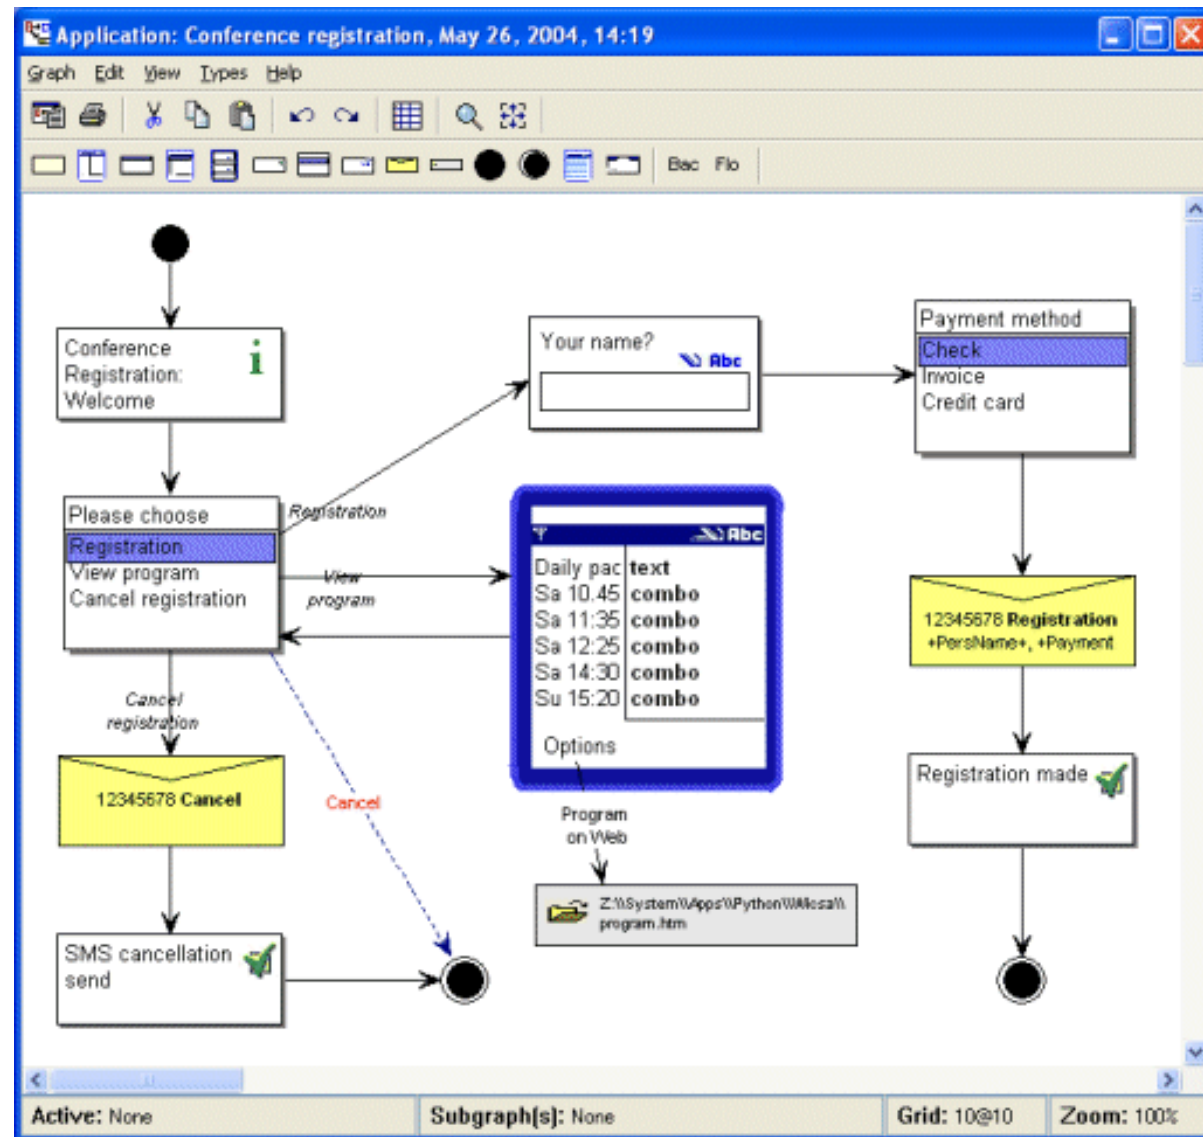 Application: Conference registration, May 26, 2004, 14:19
Graph Edit View Types Help
Bac Flo
Conference
Registration:
Welcome
i
Your name?
Abc
Payment method
Check
Invoice
Credit card
Please choose
Registration
View program
Cancel registration
Registration
View
program
Abc
Daily pac text
Sa 10.45 combo
Sa 11:35 combo
Sa 12:25 combo
Sa 14:30 combo
Su 15:20 combo
Options
12345678 Registration
+PersName+, +Payment
Cancel
registration
12345678 Cancel
Cancel
Program
on Web
Registration made
Z:\\System\\Apps\\Python\\
program.htm
SMS cancellation
send
Active: None
Subgraph(s): None
Grid: 10@10
Zoom: 100%